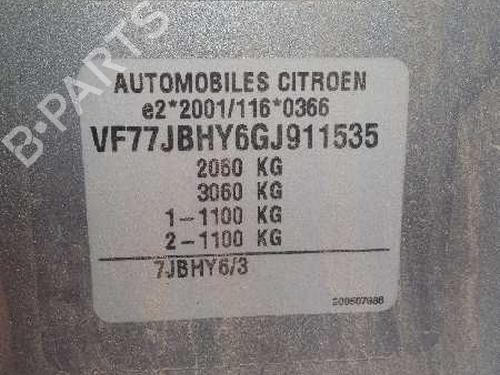 B-PARTS
AUTOMOBILES CITROEN
e2*2001/116*0366
VF77JBHY6GJ911535
2060 KG
3060 KG
1-1100 KG
2-1100 KG
7JBHY6/3